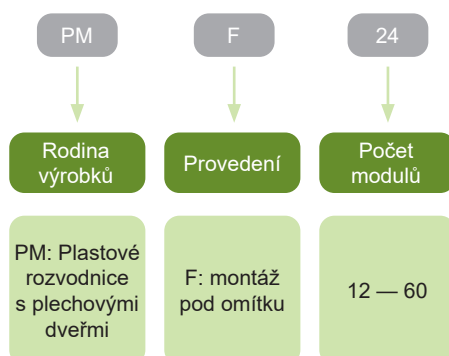 PM
F
24
Rodina
výrobků
Provedení
Počet
modulů
PM: Plastové
rozvodnice
s plechovými
dveřmi
F: montáž
pod omítku
12 — 60